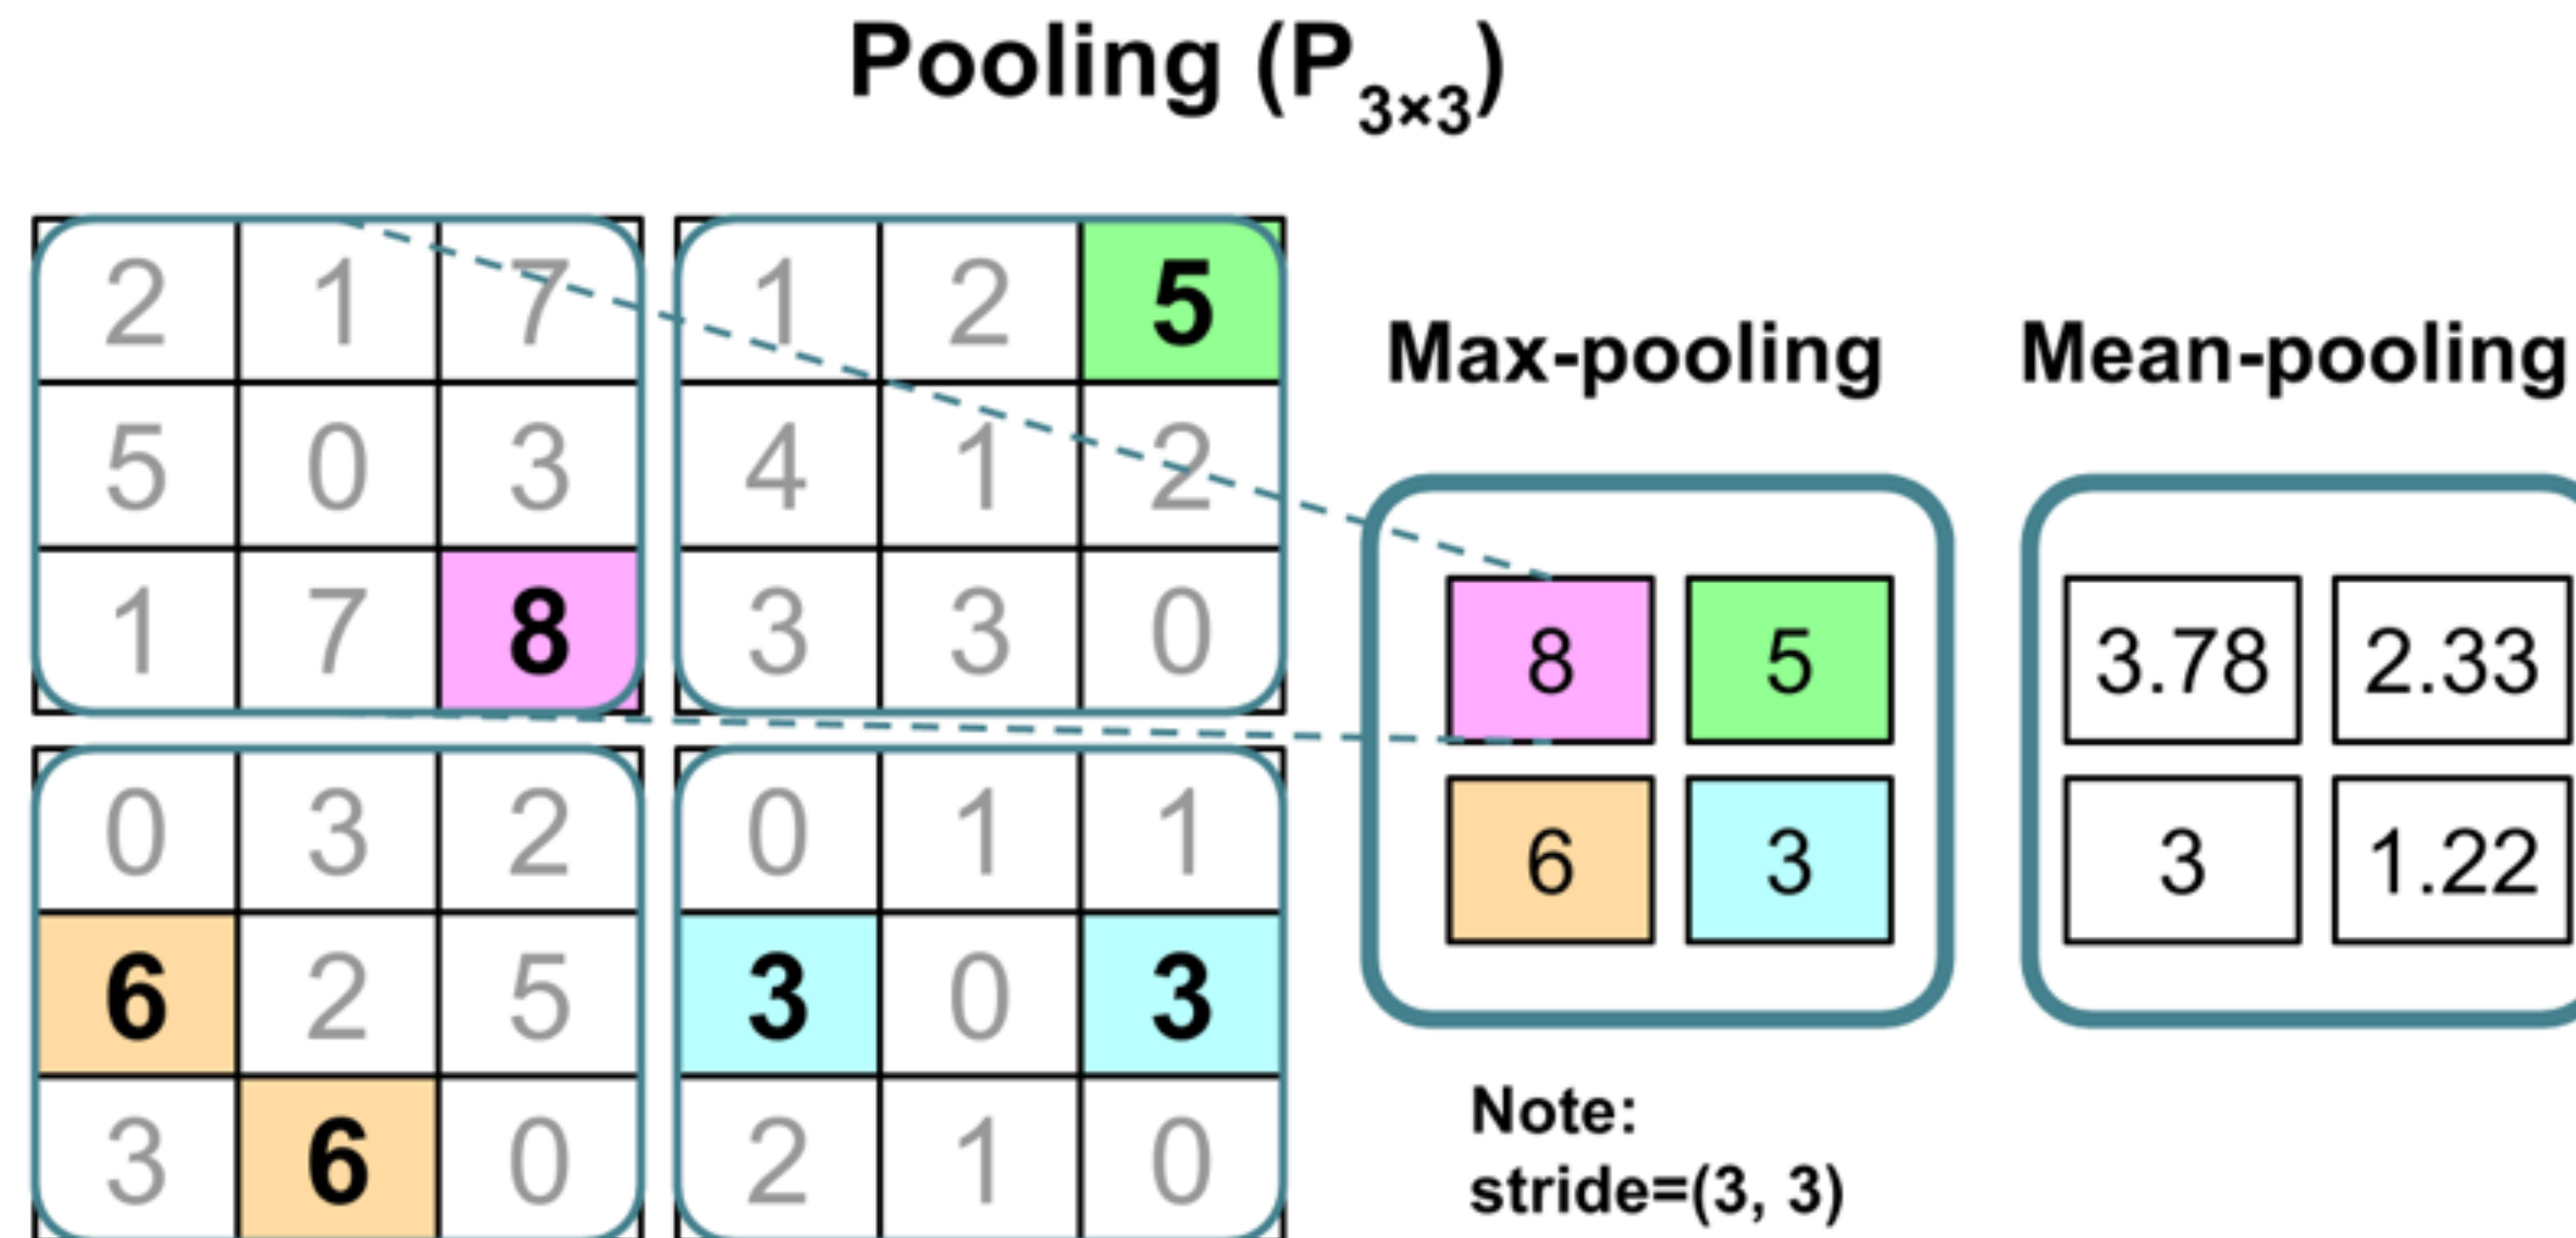 Pooling (P3×3)
2 1 7 1 2 5
5 0 3 4 1 2
1 7 8 3 3 0
0 3 2 0 1 1
6 2 5 3 0 3
3 6 0 2 1 0
Max-pooling
8 5
6 3
Note:
stride=(3, 3)
Mean-pooling
3.78 2.33
3 1.22